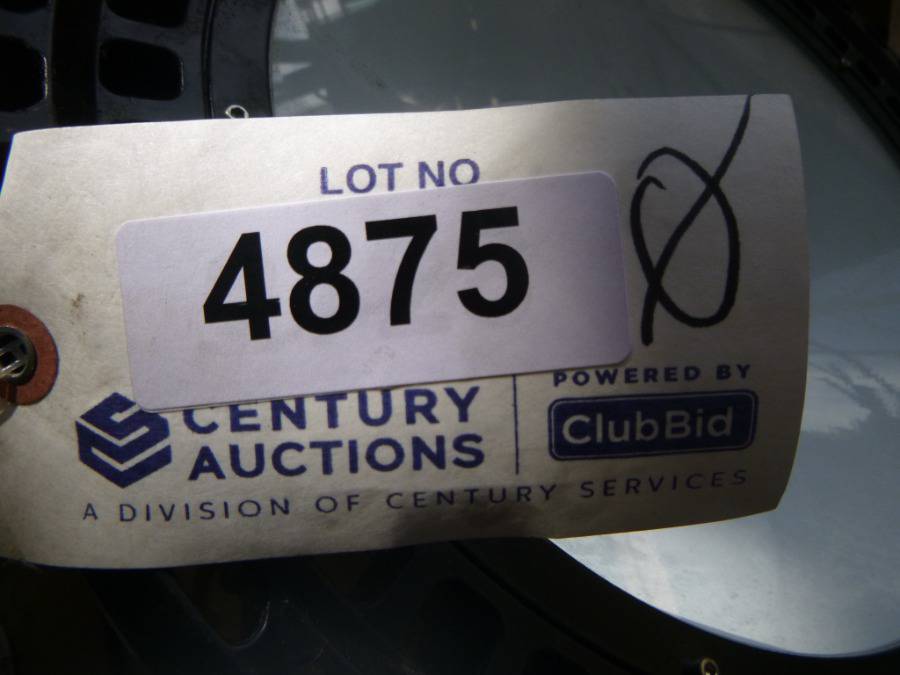 LOT NO
4875
CENTURY
AUCTIONS
POWERED BY
ClubBid
A DIVISION OF CENTURY SERVICES